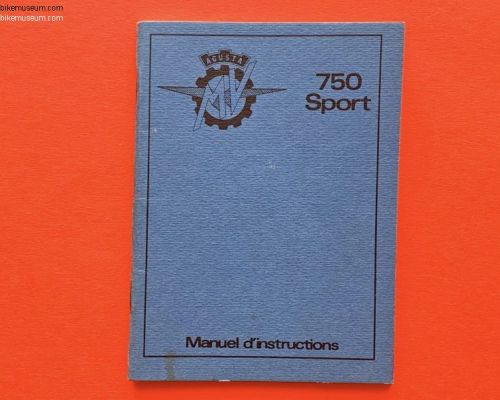 bikemuseum.com
bikemuseum.com
AGUSTA
MV
750
Sport
Manuel d'instructions